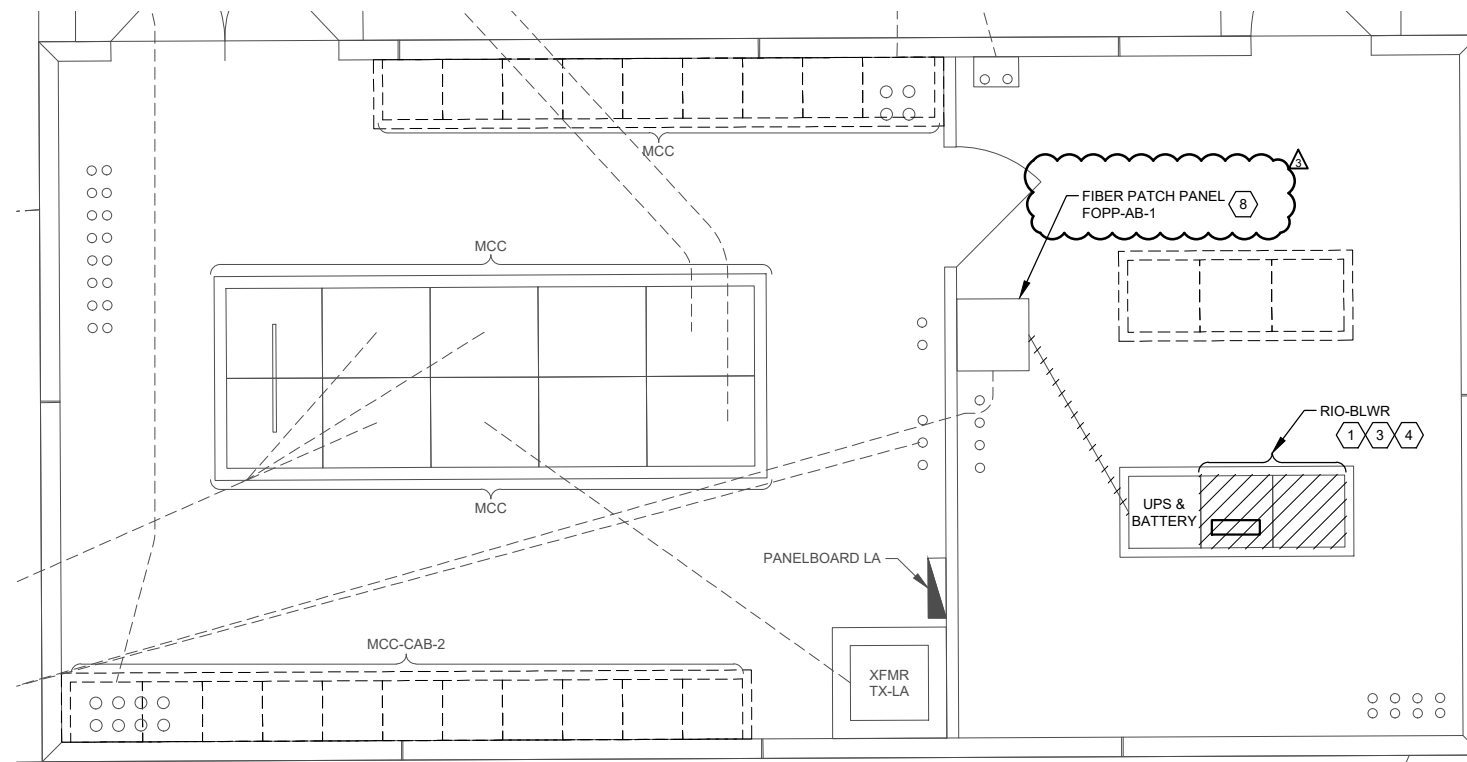 MCC
3
FIBER PATCH PANEL
FOPP-AB-1
8
MCC
RIO-BLWR
1 3 4
MCC
UPS &
BATTERY
PANELBOARD LA
MCC-CAB-2
XFMR
TX-LA